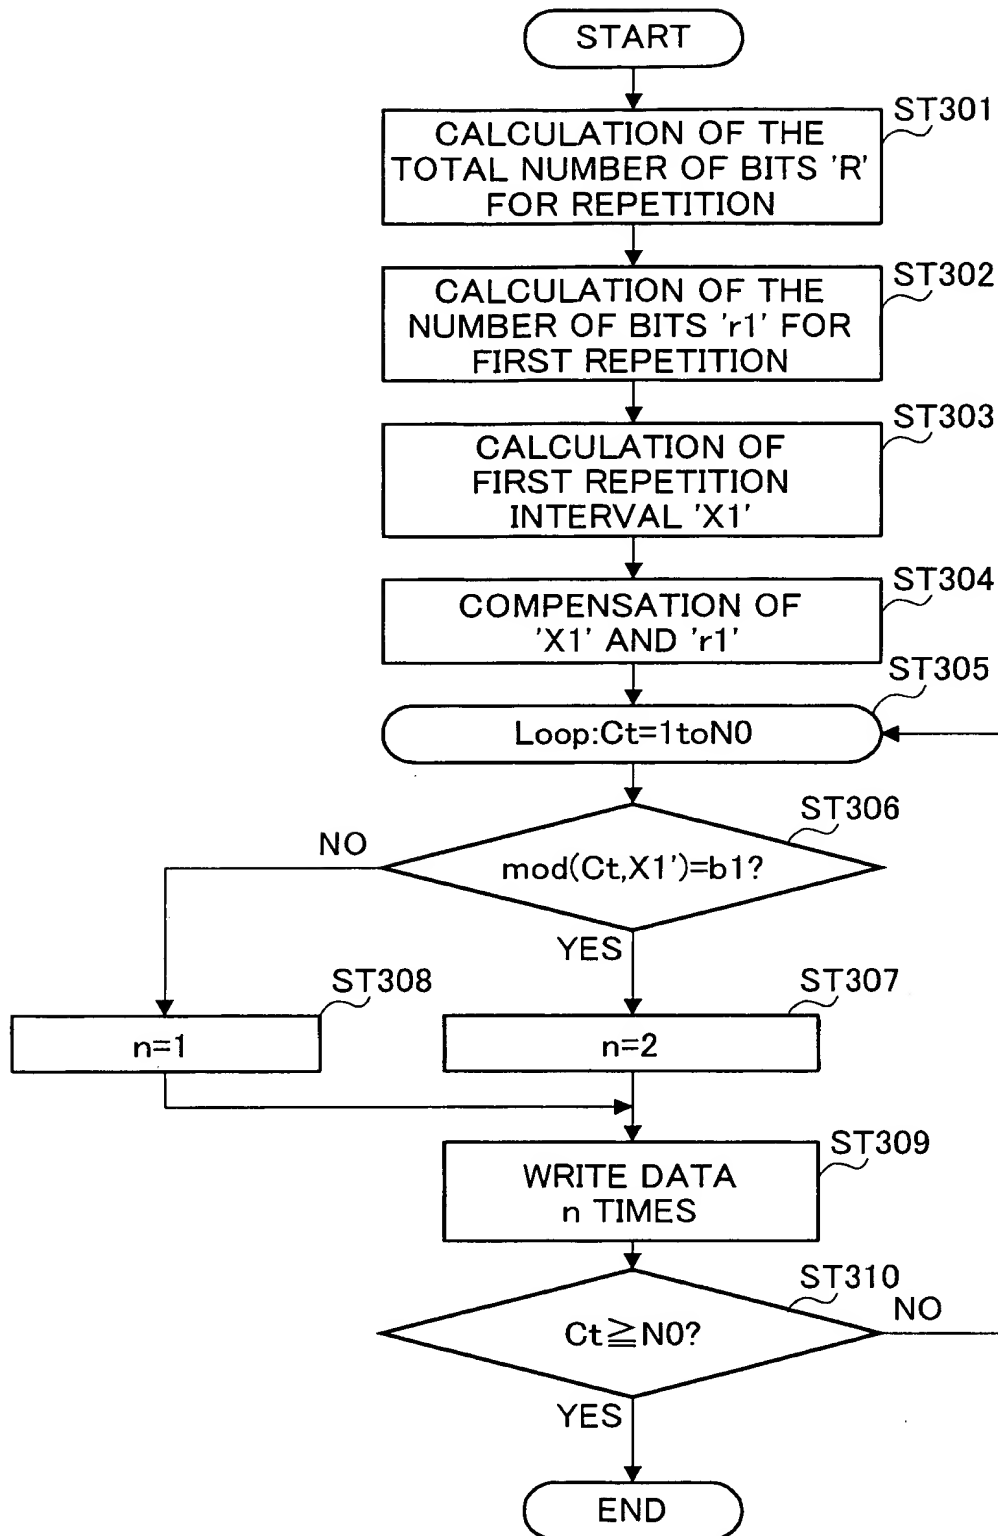 START
ST301
CALCULATION OF THE
TOTAL NUMBER OF BITS 'R'
FOR REPETITION
ST302
CALCULATION OF THE
NUMBER OF BITS 'r1' FOR
FIRST REPETITION
ST303
CALCULATION OF
FIRST REPETITION
INTERVAL 'X1'
ST304
COMPENSATION OF
'X1' AND 'r1'
ST305
Loop:Ct=1toN0
ST306
NO
mod(Ct,X1')=b1?
YES
ST308
ST307
n=1
n=2
ST309
WRITE DATA
n TIMES
ST310
NO
Ct≧N0?
YES
END